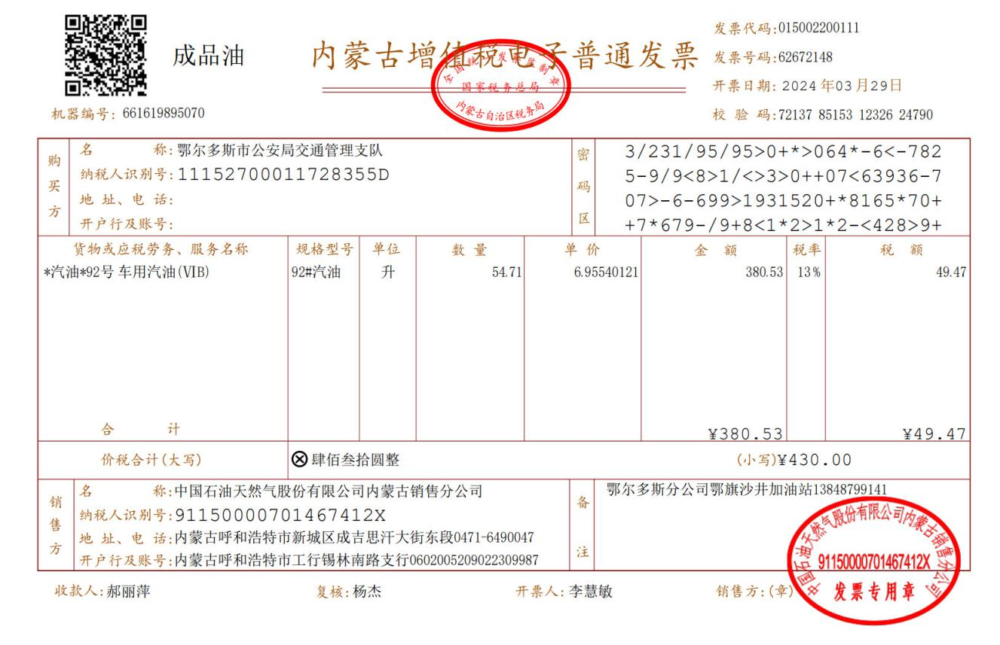 成品油
内蒙古增值税电子普通发票
全国统一发票监制章
国家税务总局
内蒙古自治区税务局
发票代码:015002200111
发票号码:62672148
开票日期: 2024 年03 月29日
校 验 码:72137 85153 12326 24790
机器编号: 661619895070
购买方
名 称:鄂尔多斯市公安局交通管理支队
纳税人识别号:11152700011728355D
地 址、电 话:
开户行及账号:
密码区
3/231/95/95>0+*>064*-6<-782
5-9/9<8>1/<>3>0++07<63936-7
07>-6-699>1931520+*8165*70+
+7*679-/9+8<1*2>1*2-<428>9+
货物或应税劳务、服务名称 规格型号 单位 数 量 单 价 金 额 税率 税 额
*汽油*92号 车用汽油(VIB) 92#汽油 升 54.71 6.95540121 380.53 13% 49.47
合 计 ¥380.53 ¥49.47
价税合计(大写) ⊗肆佰叁拾圆整 (小写)¥430.00
销售方
名 称:中国石油天然气股份有限公司内蒙古销售分公司
纳税人识别号:91150000701467412X
地 址、电 话:内蒙古呼和浩特市新城区成吉思汗大街东段0471-6490047
开户行及账号:内蒙古呼和浩特市工行锡林南路支行0602005209022309987
备注
鄂尔多斯分公司鄂旗沙井加油站13848799141
收款人:郝丽萍 复核:杨杰 开票人:李慧敏 销售方:(章)
中国石油天然气股份有限公司内蒙古销售分公司
91150000701467412X
发票专用章